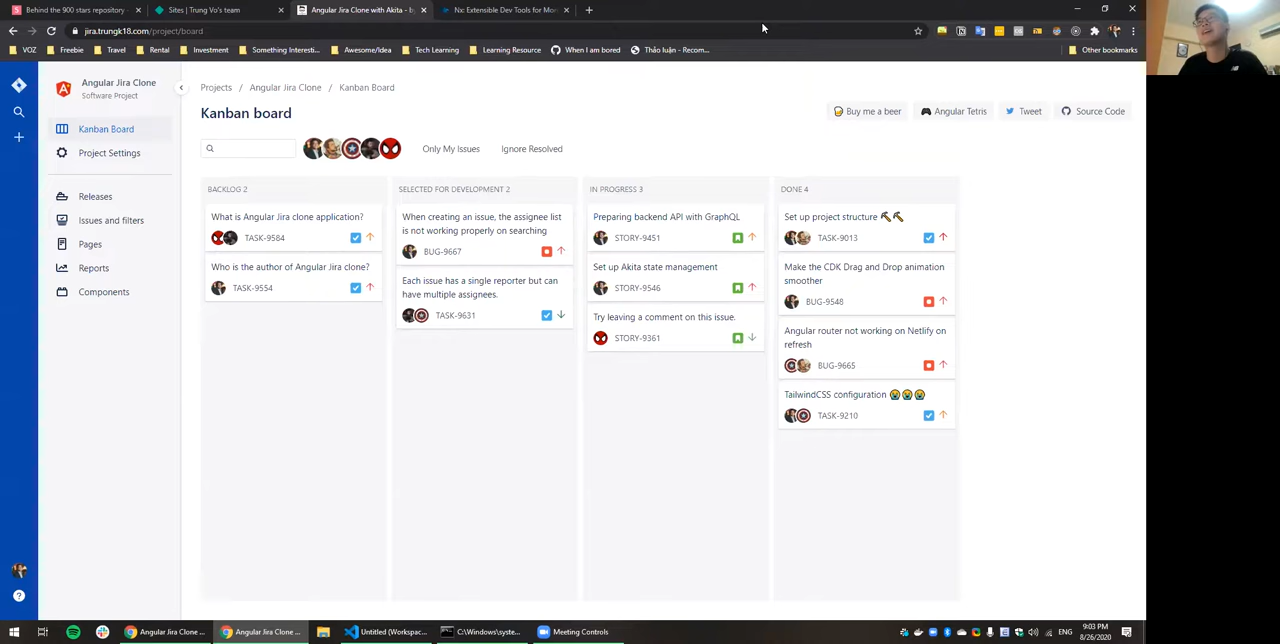 Behind the 900 stars repository -
Sites | Trung Vo's team
Angular Jira Clone with Akita - b
Nx: Extensible Dev Tools for Mon
jira.trungk18.com/project/board
VOZ
Freebie
Travel
Rental
Investment
Something Interesti...
Awesome/Idea
Tech Learning
Learning Resource
When I am bored
Thảo luận - Recom...
Other bookmarks
Angular Jira Clone
Software Project
Kanban Board
Project Settings
Releases
Issues and filters
Pages
Reports
Components
Projects / Angular Jira Clone / Kanban Board
Kanban board
Buy me a beer
Angular Tetris
Tweet
Source Code
Only My Issues
Ignore Resolved
BACKLOG 2
What is Angular Jira clone application?
TASK-9584
Who is the author of Angular Jira clone?
TASK-9554
SELECTED FOR DEVELOPMENT 2
When creating an issue, the assignee list
is not working properly on searching
BUG-9667
Each issue has a single reporter but can
have multiple assignees.
TASK-9631
IN PROGRESS 3
Preparing backend API with GraphQL
STORY-9451
Set up Akita state management
STORY-9546
Try leaving a comment on this issue.
STORY-9361
DONE 4
Set up project structure 🔨🔨
TASK-9013
Make the CDK Drag and Drop animation
smoother
BUG-9548
Angular router not working on Netlify on
refresh
BUG-9665
TailwindCSS configuration 😭😭😭
TASK-9210
Angular Jira Clone ...
Angular Jira Clone ...
Untitled (Workspac...
C:\Windows\syste...
Meeting Controls
ENG
9:03 PM
8/26/2020